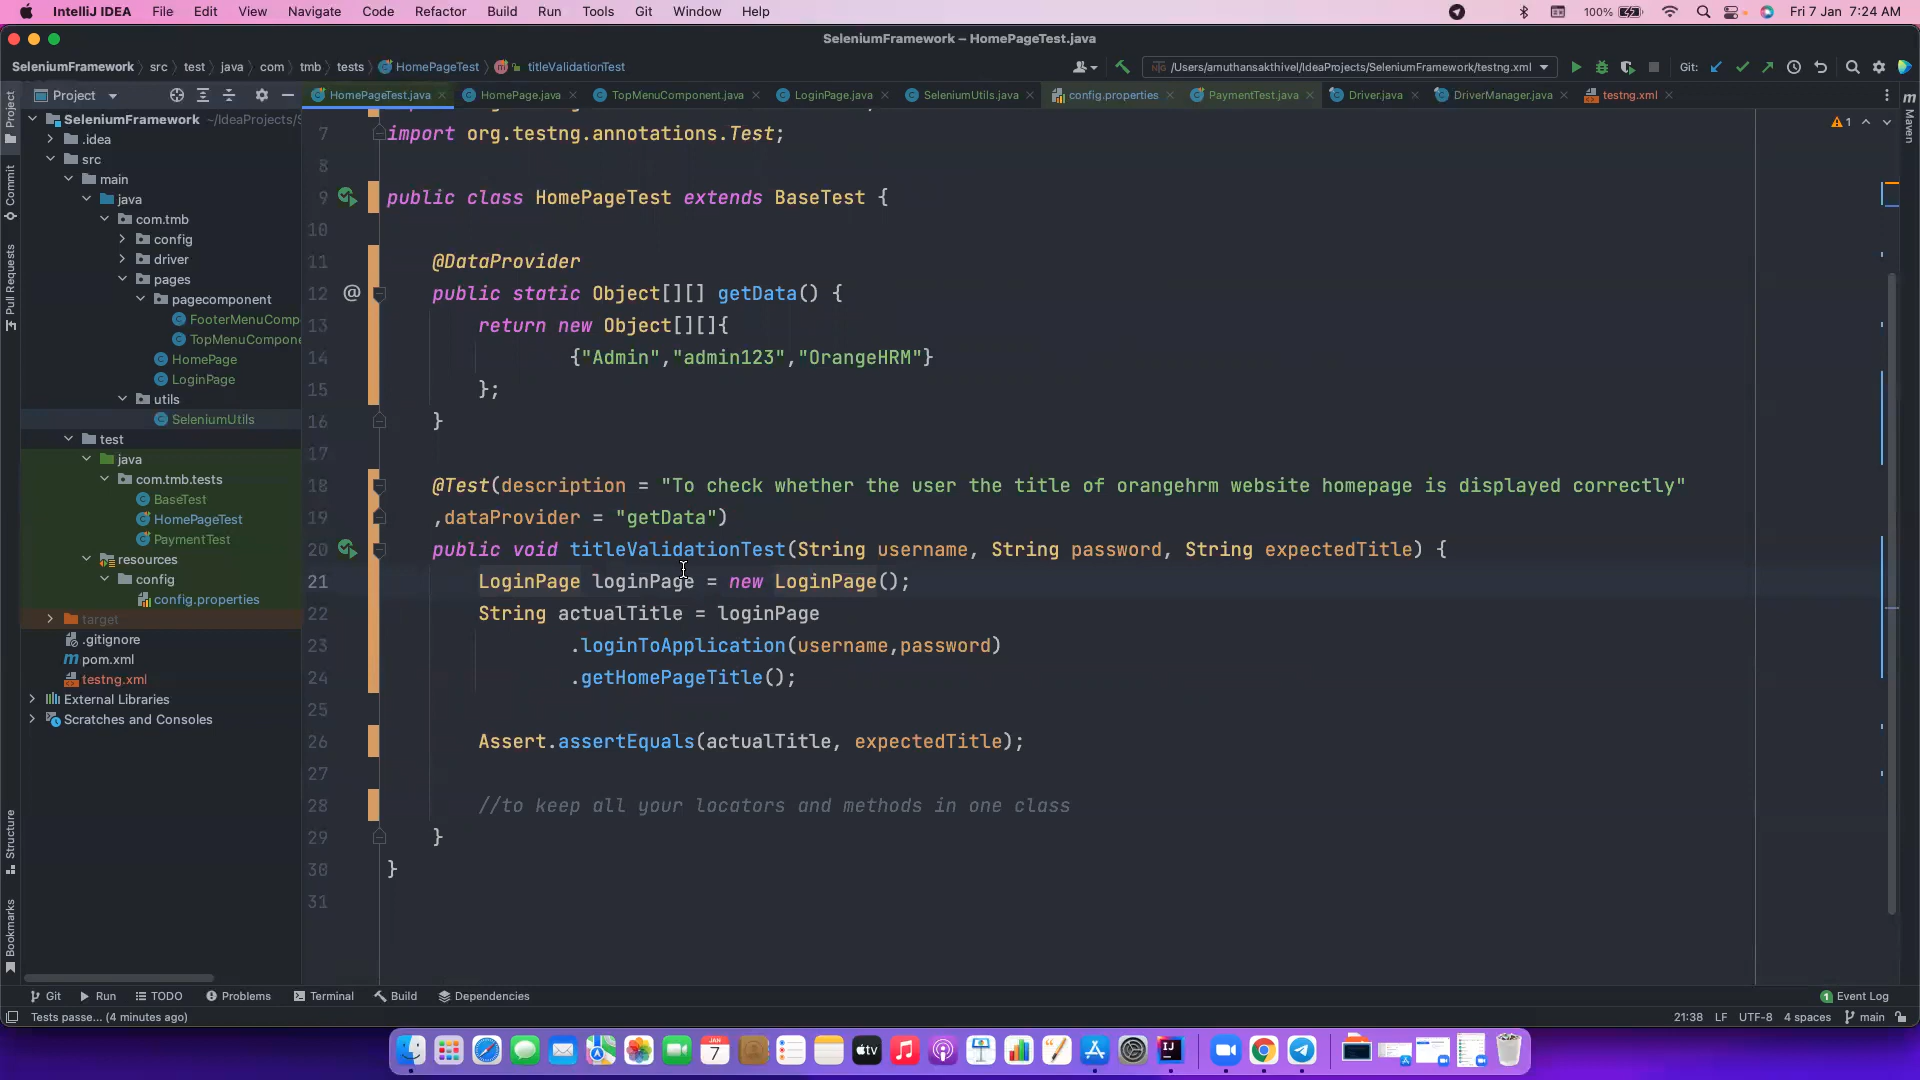 IntelliJ IDEA File Edit View Navigate Code Refactor Build Run Tools Git Window Help 100% Fri 7 Jan 7:24 AM
SeleniumFramework – HomePageTest.java
SeleniumFramework src test java com tmb tests HomePageTest titleValidationTest /Users/amuthansakthivel/IdeaProjects/SeleniumFramework/testng.xml Git:
Project HomePageTest.java HomePage.java TopMenuComponent.java LoginPage.java SeleniumUtils.java config.properties PaymentTest.java Driver.java DriverManager.java testng.xml
Project
Commit
Pull Requests
Structure
Bookmarks
SeleniumFramework ~/IdeaProjects/S
.idea
src
main
java
com.tmb
config
driver
pages
pagecomponent
FooterMenuComp
TopMenuCompone
HomePage
LoginPage
utils
SeleniumUtils
test
java
com.tmb.tests
BaseTest
HomePageTest
PaymentTest
resources
config
config.properties
target
.gitignore
pom.xml
testng.xml
External Libraries
Scratches and Consoles
7 import org.testng.annotations.Test;
8
9 public class HomePageTest extends BaseTest {
10
11 @DataProvider
12 @ public static Object[][] getData() {
13 return new Object[][]{
14 {"Admin","admin123","OrangeHRM"}
15 };
16 }
17
18 @Test(description = "To check whether the user the title of orangehrm website homepage is displayed correctly"
19 ,dataProvider = "getData")
20 public void titleValidationTest(String username, String password, String expectedTitle) {
21 LoginPage loginPage = new LoginPage();
22 String actualTitle = loginPage
23 .loginToApplication(username,password)
24 .getHomePageTitle();
25
26 Assert.assertEquals(actualTitle, expectedTitle);
27
28 //to keep all your locators and methods in one class
29 }
30 }
31
1
Maven
Git Run TODO Problems Terminal Build Dependencies 1 Event Log
Tests passe... (4 minutes ago) 21:38 LF UTF-8 4 spaces main
JAN
7
tv